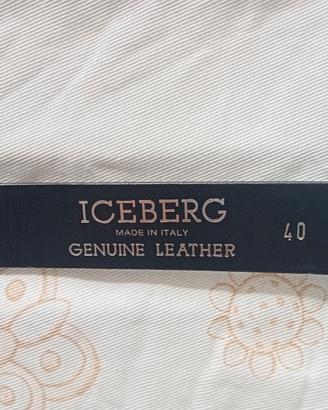 ICEBERG
MADE IN ITALY
GENUINE LEATHER
40